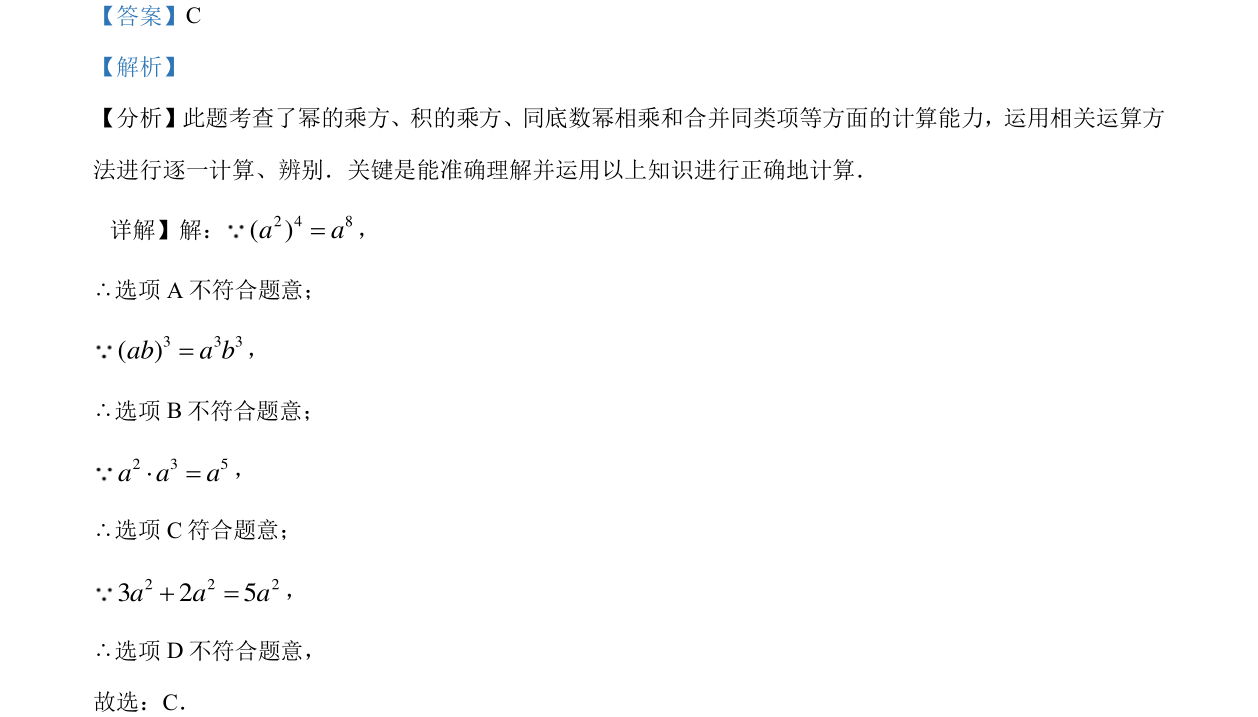 【答案】C
【解析】
【分析】此题考查了幂的乘方、积的乘方、同底数幂相乘和合并同类项等方面的计算能力，运用相关运算方
法进行逐一计算、辨别．关键是能准确理解并运用以上知识进行正确地计算．
详解】解：∵(a²)⁴ = a⁸，
∴选项 A 不符合题意；
∵(ab)³ = a³b³，
∴选项 B 不符合题意；
∵a² · a³ = a⁵，
∴选项 C 符合题意；
∵3a² + 2a² = 5a²，
∴选项 D 不符合题意，
故选：C．